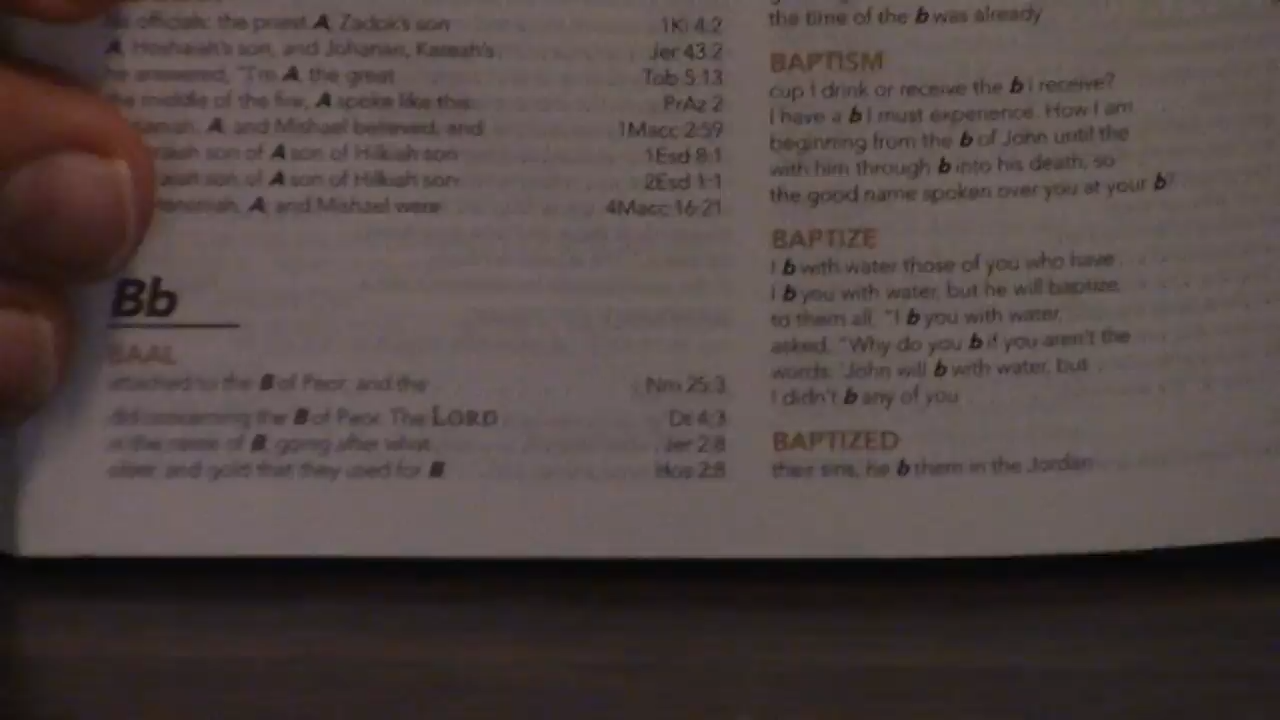 officials: the priest A, Zadok's son 1Ki 4:2
A, Hoshaiah's son, and Johanan, Kareah's Jer 43:2
he answered, "I'm A, the great Tob 5:13
the middle of the fire, A spoke like this: PrAz 2
A, and Mishael believed, and 1Macc 2:59
son of A son of Hilkiah son 1Esd 8:1
son of A son of Hilkiah son 2Esd 1:1
A, and Mishael were 4Macc 16:21
Bb
BAAL
attached to the B of Peor, and the Nm 25:3
did concerning the B of Peor. The LORD Dt 4:3
in the name of B, going after what Jer 2:8
silver, and gold that they used for B Hos 2:8
the time of the b was already
BAPTISM
cup I drink or receive the b I receive?
I have a b I must experience. How I am
beginning from the b of John until the
with him through b into his death, so
the good name spoken over you at your b?
BAPTIZE
I b with water those of you who have
I b you with water, but he will baptize
to them all, "I b you with water,
asked, "Why do you b if you aren't the
words: 'John will b with water, but
I didn't b any of you
BAPTIZED
their sins, he b them in the Jordan